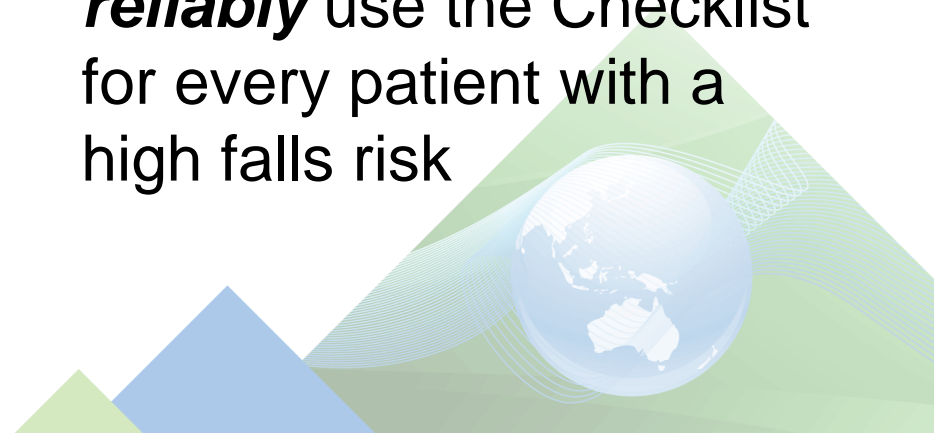 reliably use the Checklist
for every patient with a
high falls risk